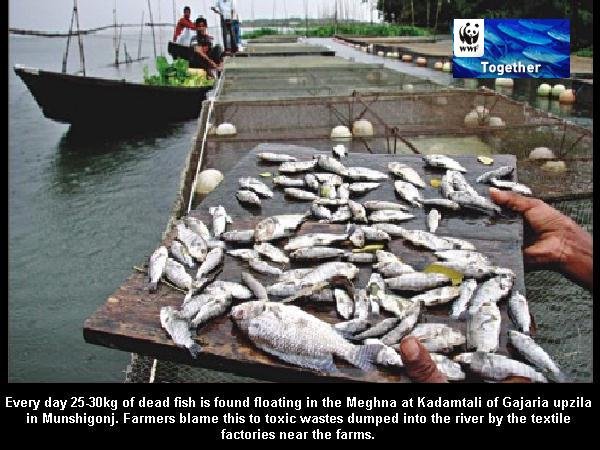 WWF
Together
Every day 25-30kg of dead fish is found floating in the Meghna at Kadamtali of Gajaria upzila
in Munshigonj. Farmers blame this to toxic wastes dumped into the river by the textile
factories near the farms.